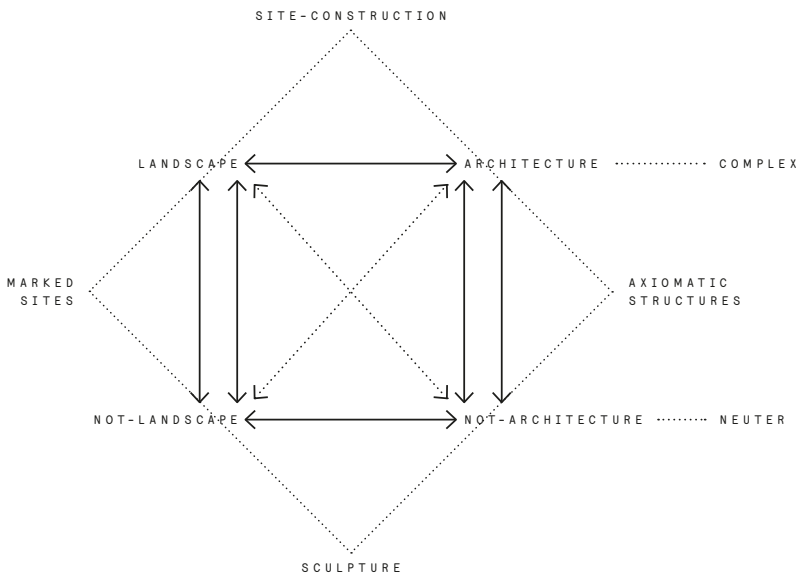 SITE-CONSTRUCTION
LANDSCAPE ARCHITECTURE COMPLEX
MARKED
SITES
AXIOMATIC
STRUCTURES
NOT-LANDSCAPE NOT-ARCHITECTURE NEUTER
SCULPTURE